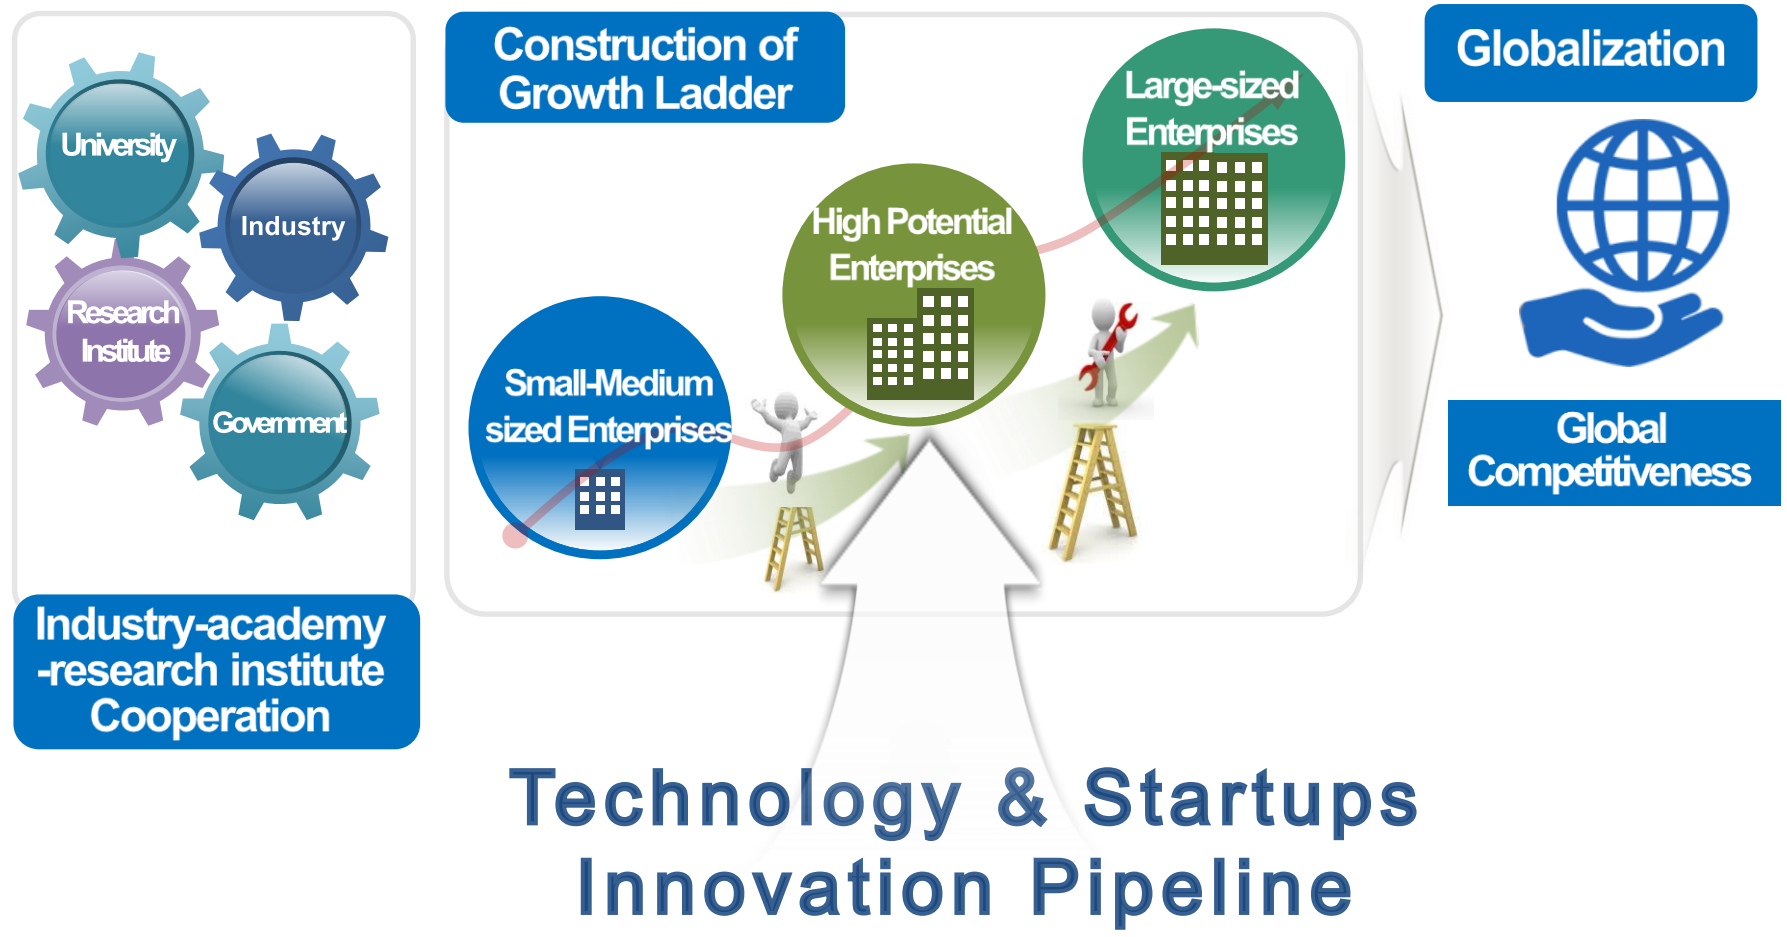 University
Industry
Research
Institute
Government
Industry-academy
-research institute
Cooperation
Construction of
Growth Ladder
Small-Medium
sized Enterprises
High Potential
Enterprises
Large-sized
Enterprises
Globalization
Global
Competitiveness
Technology & Startups
Innovation Pipeline